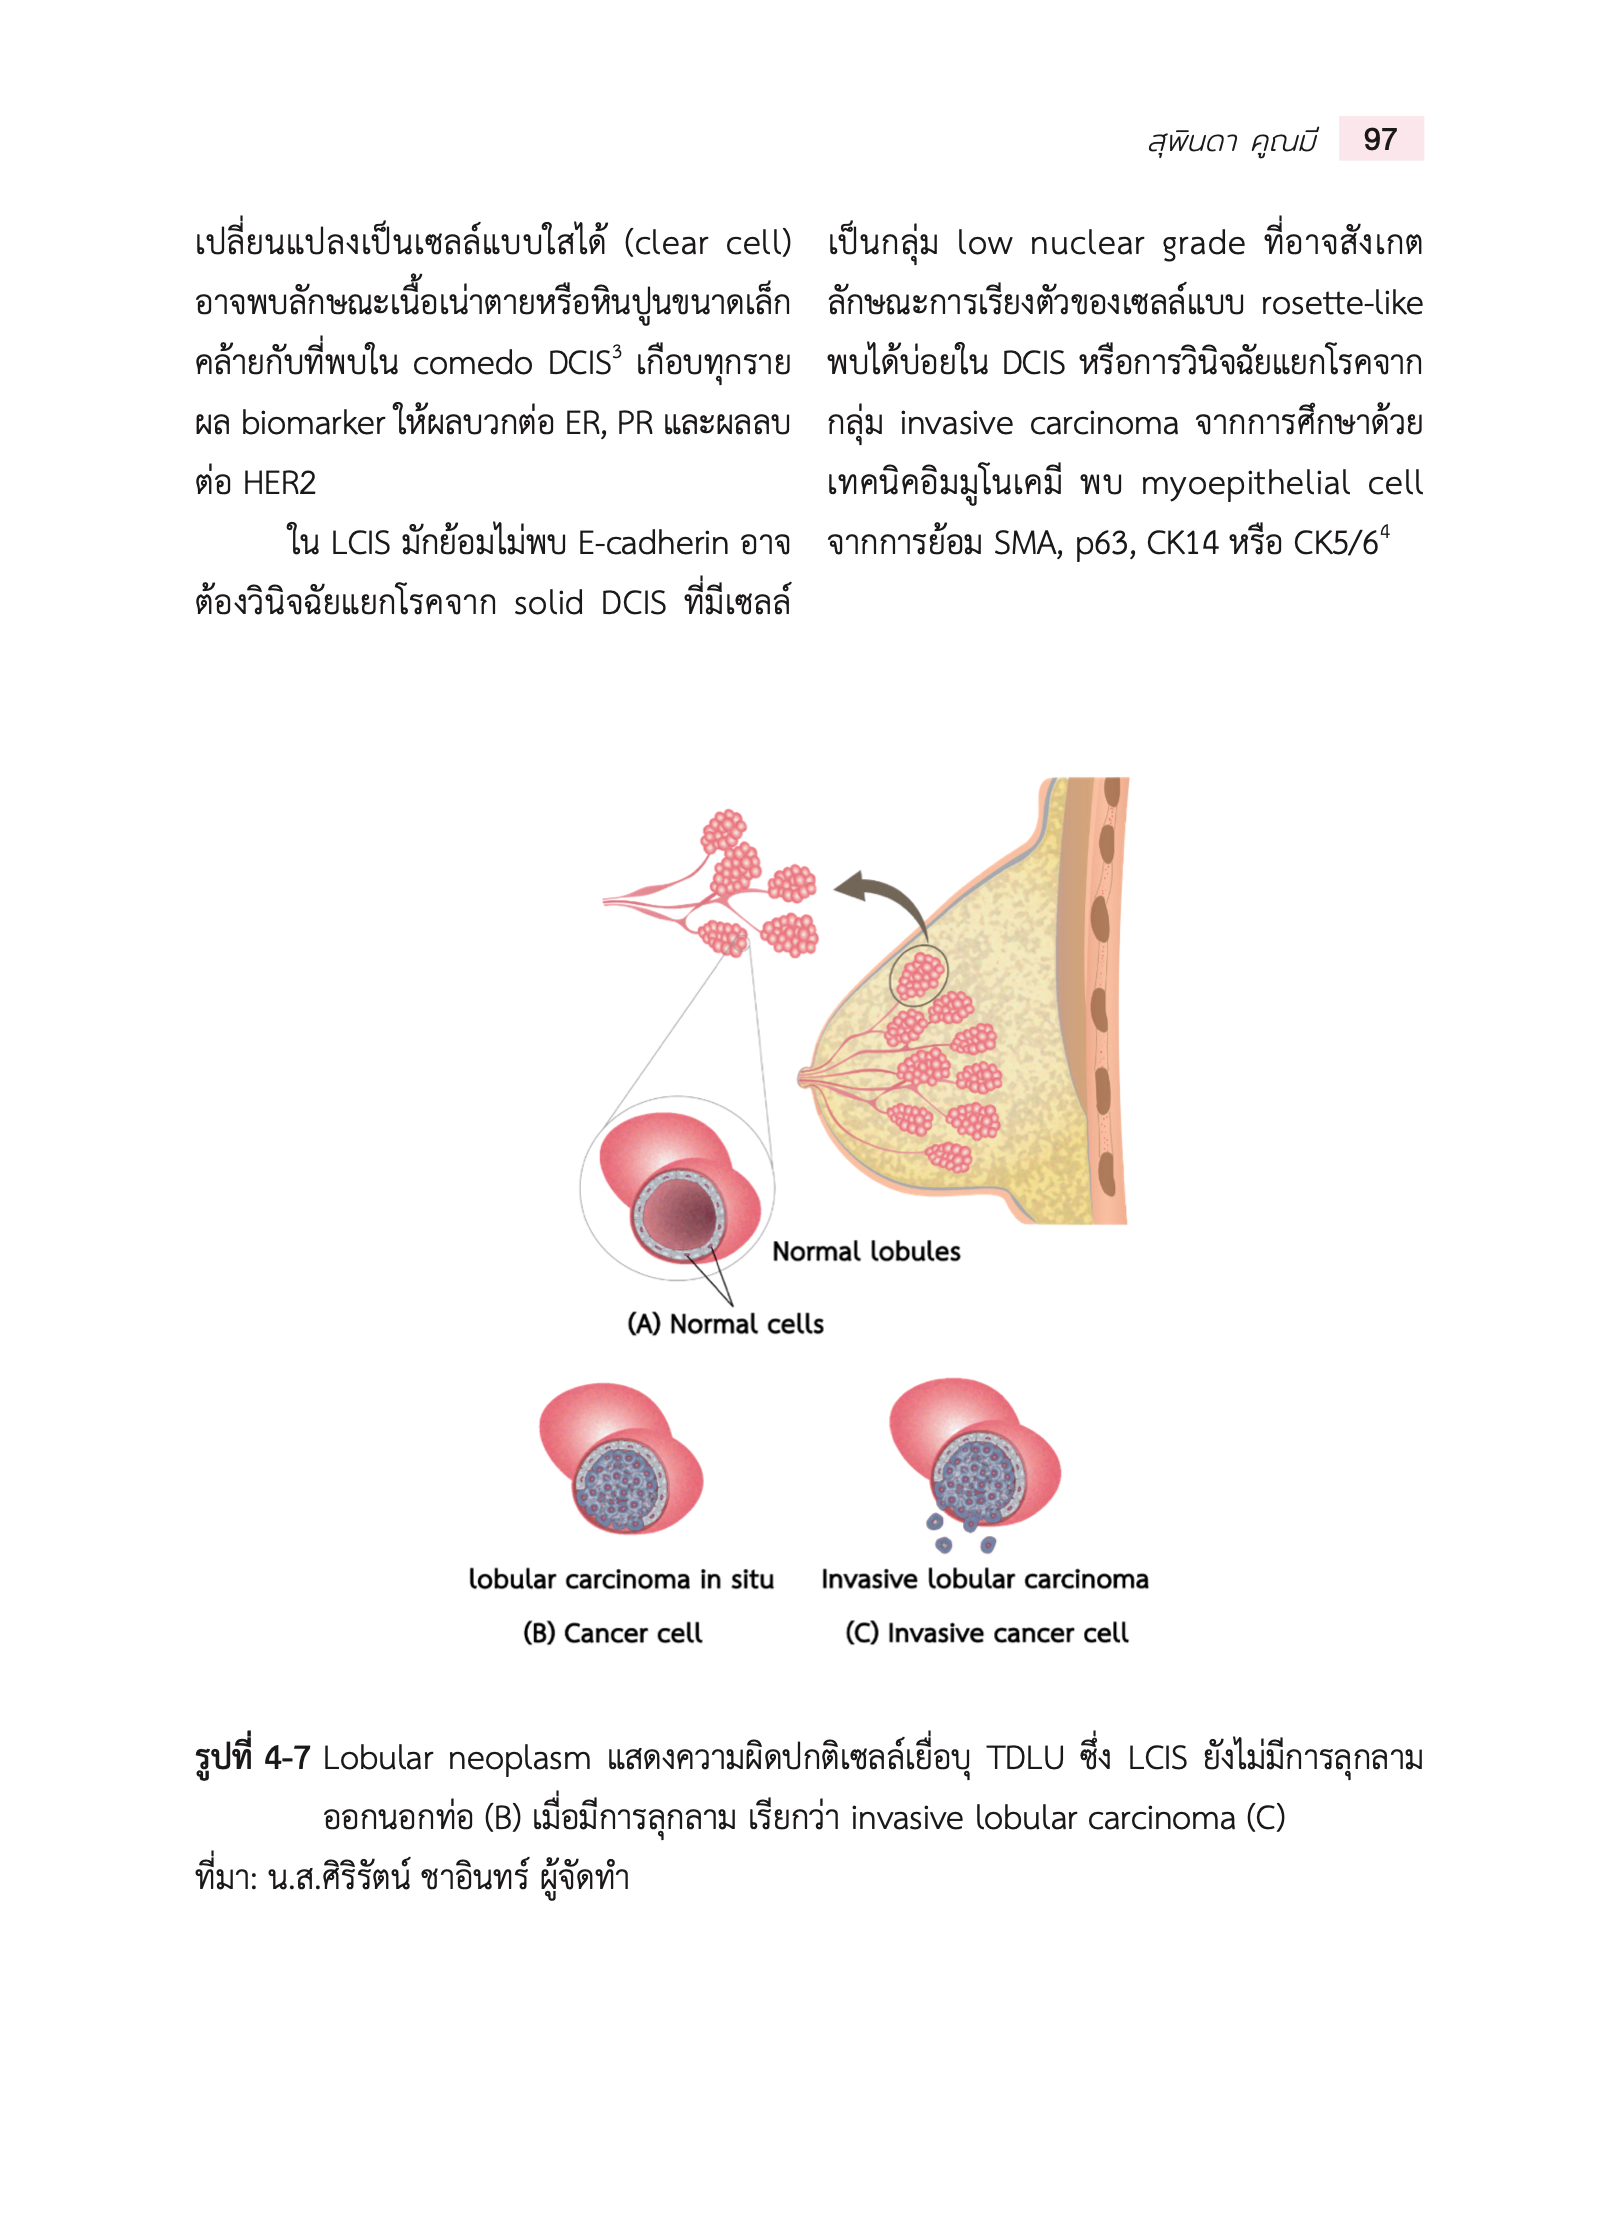 สุพินดา คูณมี 97
เปลี่ยนแปลงเป็นเซลล์แบบใสได้ (clear cell)
อาจพบลักษณะเนื้อเน่าตายหรือหินปูนขนาดเล็ก
คล้ายกับที่พบใน comedo DCIS³ เกือบทุกราย
ผล biomarker ให้ผลบวกต่อ ER, PR และผลลบ
ต่อ HER2
ใน LCIS มักย้อมไม่พบ E-cadherin อาจ
ต้องวินิจฉัยแยกโรคจาก solid DCIS ที่มีเซลล์
เป็นกลุ่ม low nuclear grade ที่อาจสังเกต
ลักษณะการเรียงตัวของเซลล์แบบ rosette-like
พบได้บ่อยใน DCIS หรือการวินิจฉัยแยกโรคจาก
กลุ่ม invasive carcinoma จากการศึกษาด้วย
เทคนิคอิมมูโนเคมี พบ myoepithelial cell
จากการย้อม SMA, p63, CK14 หรือ CK5/6⁴
Normal lobules
(A) Normal cells
lobular carcinoma in situ
(B) Cancer cell
Invasive lobular carcinoma
(C) Invasive cancer cell
รูปที่ 4-7 Lobular neoplasm แสดงความผิดปกติเซลล์เยื่อบุ TDLU ซึ่ง LCIS ยังไม่มีการลุกลาม
ออกนอกท่อ (B) เมื่อมีการลุกลาม เรียกว่า invasive lobular carcinoma (C)
ที่มา: น.ส.ศิริรัตน์ ชาอินทร์ ผู้จัดทำ